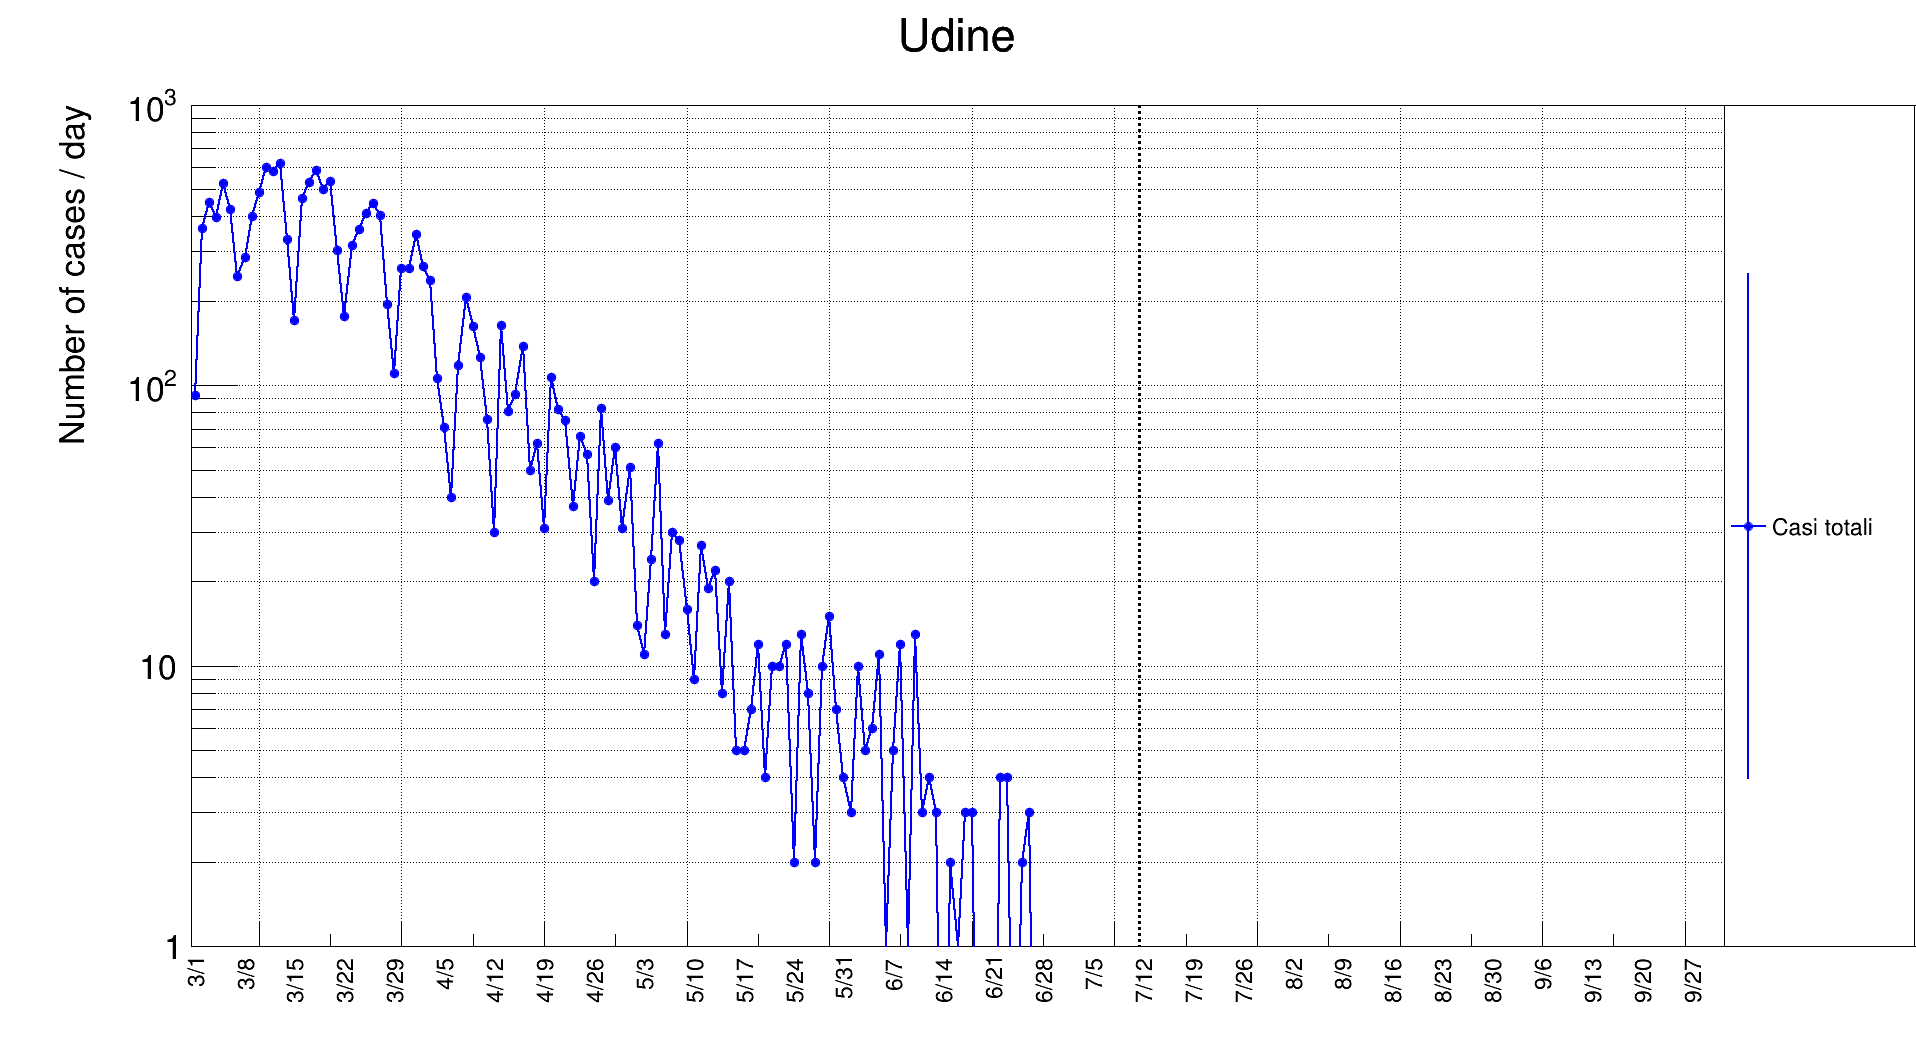 Udine
Number of cases / day
10³
10²
10
1
3/1 3/8 3/15 3/22 3/29 4/5 4/12 4/19 4/26 5/3 5/10 5/17 5/24 5/31 6/7 6/14 6/21 6/28 7/5 7/12 7/19 7/26 8/2 8/9 8/16 8/23 8/30 9/6 9/13 9/20 9/27
Casi totali